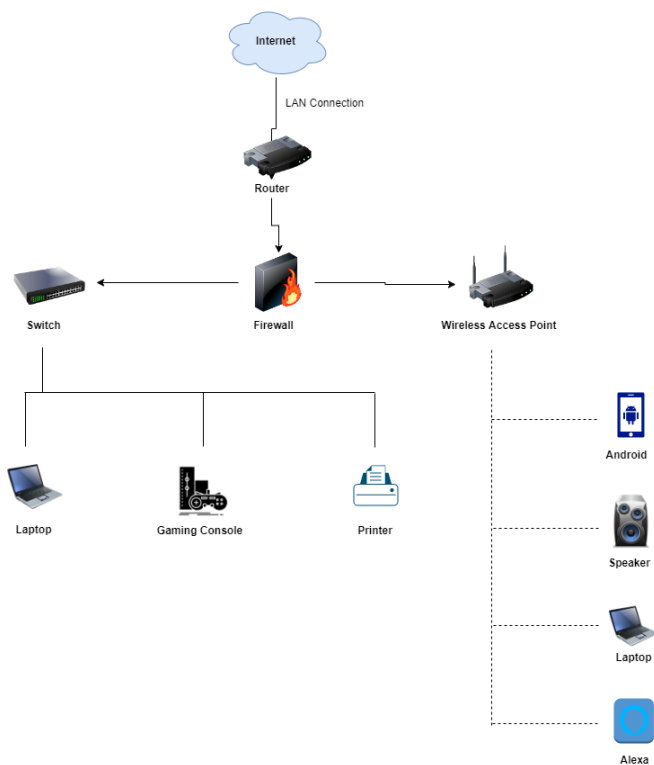 Internet
LAN Connection
Router
Switch
Firewall
Wireless Access Point
Android
Laptop
Gaming Console
Printer
Speaker
Laptop
Alexa